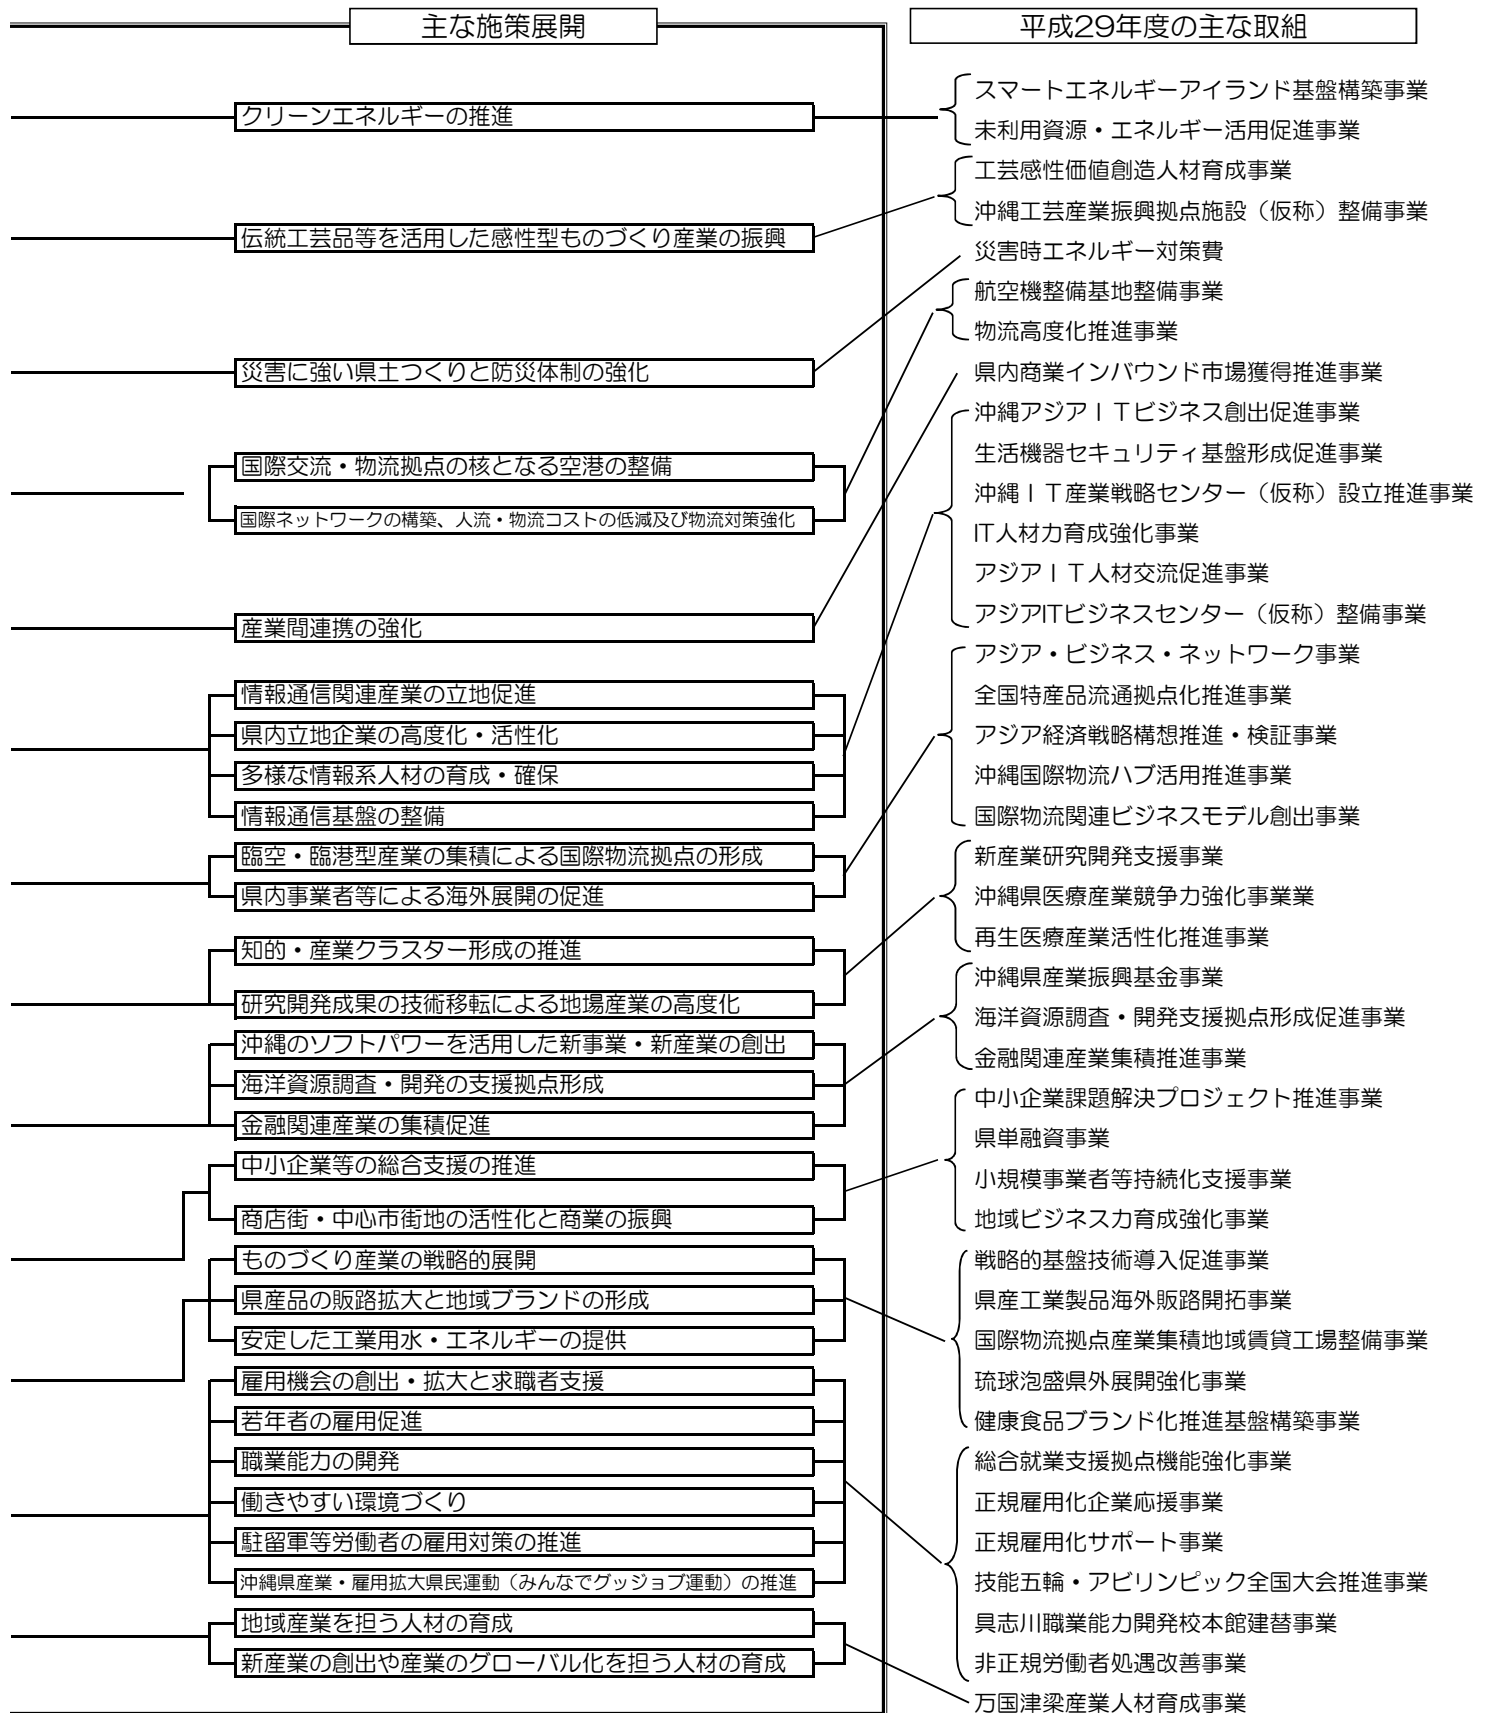 主な施策展開
クリーンエネルギーの推進
伝統工芸品等を活用した感性型ものづくり産業の振興
災害に強い県土つくりと防災体制の強化
国際交流・物流拠点の核となる空港の整備
国際ネットワークの構築、人流・物流コストの低減及び物流対策強化
産業間連携の強化
情報通信関連産業の立地促進
県内立地企業の高度化・活性化
多様な情報系人材の育成・確保
情報通信基盤の整備
臨空・臨港型産業の集積による国際物流拠点の形成
県内事業者等による海外展開の促進
知的・産業クラスター形成の推進
研究開発成果の技術移転による地場産業の高度化
沖縄のソフトパワーを活用した新事業・新産業の創出
海洋資源調査・開発の支援拠点形成
金融関連産業の集積促進
中小企業等の総合支援の推進
商店街・中心市街地の活性化と商業の振興
ものづくり産業の戦略的展開
県産品の販路拡大と地域ブランドの形成
安定した工業用水・エネルギーの提供
雇用機会の創出・拡大と求職者支援
若年者の雇用促進
職業能力の開発
働きやすい環境づくり
駐留軍等労働者の雇用対策の推進
沖縄県産業・雇用拡大県民運動（みんなでグッジョブ運動）の推進
地域産業を担う人材の育成
新産業の創出や産業のグローバル化を担う人材の育成
平成29年度の主な取組
スマートエネルギーアイランド基盤構築事業
未利用資源・エネルギー活用促進事業
工芸感性価値創造人材育成事業
沖縄工芸産業振興拠点施設（仮称）整備事業
災害時エネルギー対策費
航空機整備基地整備事業
物流高度化推進事業
県内商業インバウンド市場獲得推進事業
沖縄アジアＩＴビジネス創出促進事業
生活機器セキュリティ基盤形成促進事業
沖縄ＩＴ産業戦略センター（仮称）設立推進事業
IT人材力育成強化事業
アジアＩＴ人材交流促進事業
アジアITビジネスセンター（仮称）整備事業
アジア・ビジネス・ネットワーク事業
全国特産品流通拠点化推進事業
アジア経済戦略構想推進・検証事業
沖縄国際物流ハブ活用推進事業
国際物流関連ビジネスモデル創出事業
新産業研究開発支援事業
沖縄県医療産業競争力強化事業業
再生医療産業活性化推進事業
沖縄県産業振興基金事業
海洋資源調査・開発支援拠点形成促進事業
金融関連産業集積推進事業
中小企業課題解決プロジェクト推進事業
県単融資事業
小規模事業者等持続化支援事業
地域ビジネス力育成強化事業
戦略的基盤技術導入促進事業
県産工業製品海外販路開拓事業
国際物流拠点産業集積地域賃貸工場整備事業
琉球泡盛県外展開強化事業
健康食品ブランド化推進基盤構築事業
総合就業支援拠点機能強化事業
正規雇用化企業応援事業
正規雇用化サポート事業
技能五輪・アビリンピック全国大会推進事業
具志川職業能力開発校本館建替事業
非正規労働者処遇改善事業
万国津梁産業人材育成事業